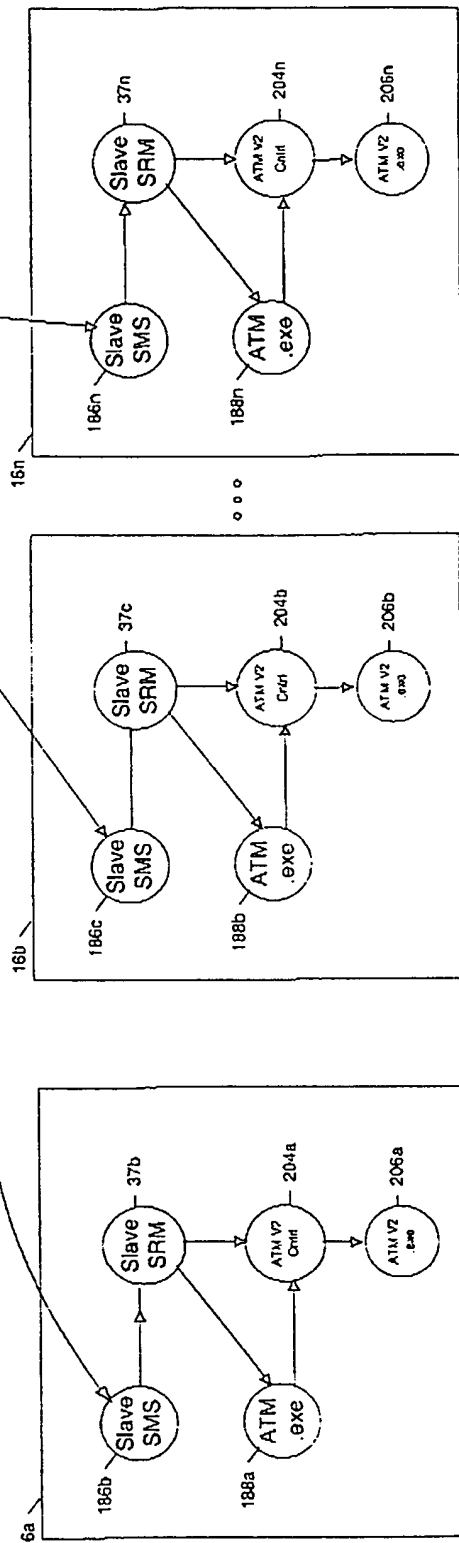 6a
186b
Slave
SMS
37b
Slave
SRM
188a
ATM
.exe
204a
ATM V2
Cntrl
206a
ATM V2
.exe
16b
186c
Slave
SMS
37c
Slave
SRM
188b
ATM
.exe
204b
ATM V2
Cntrl
206b
ATM V2
.exe
16n
186n
Slave
SMS
37n
Slave
SRM
188n
ATM
.exe
204n
ATM V2
Cntrl
206n
ATM V2
.exe